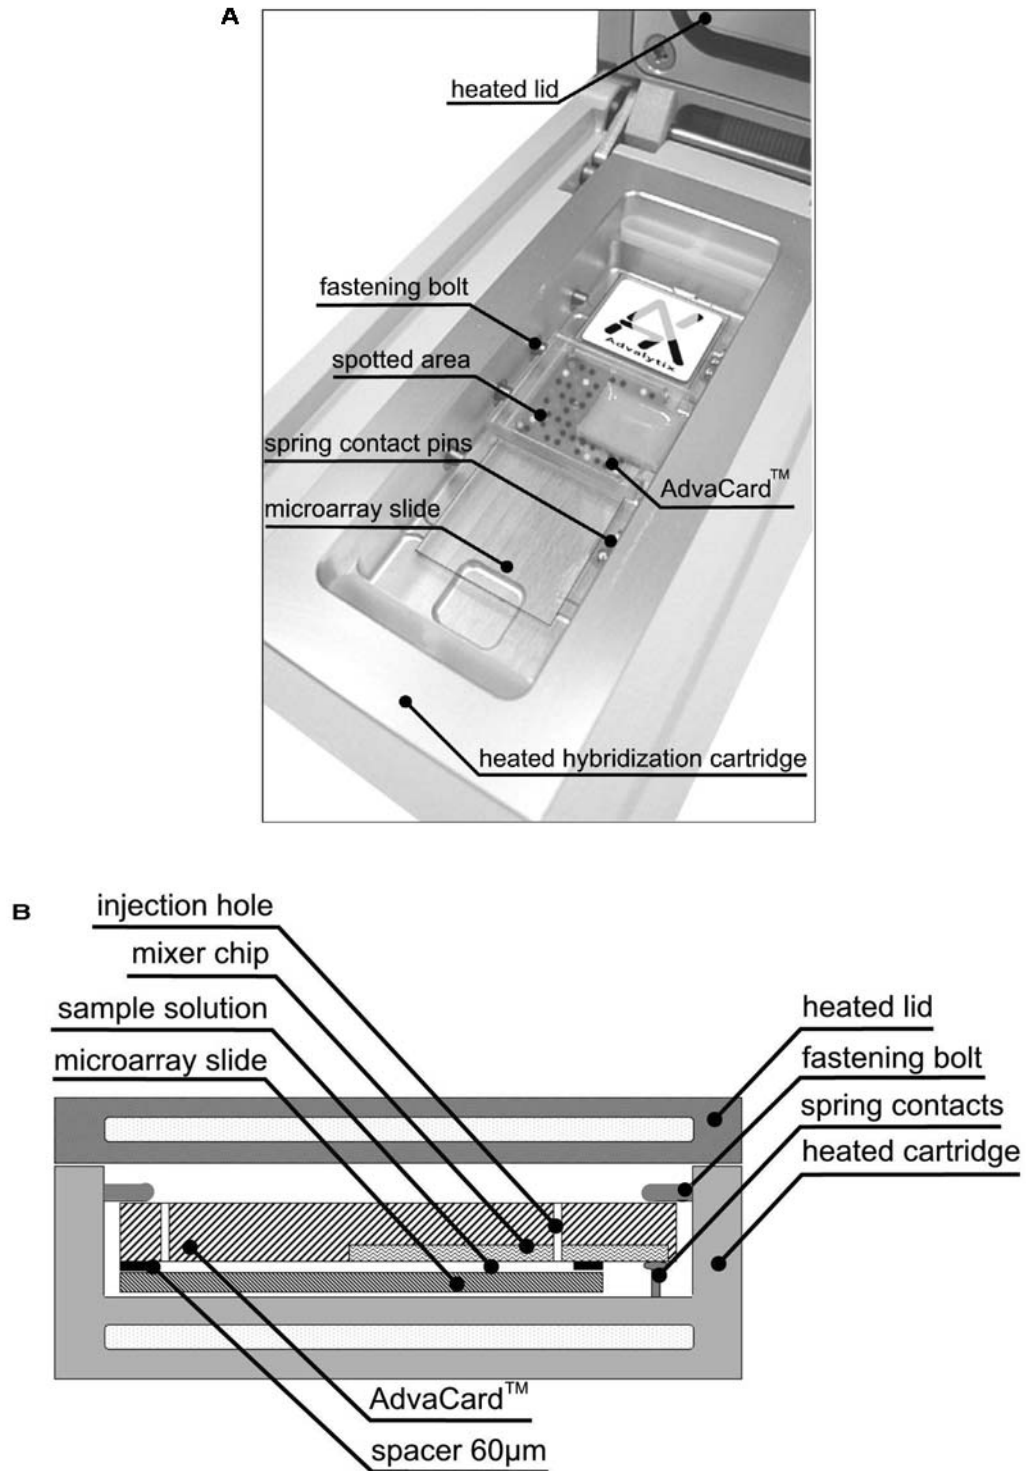 A
heated lid
fastening bolt
Advalytix
spotted area
spring contact pins
AdvaCard™
microarray slide
heated hybridization cartridge
B
injection hole
mixer chip
sample solution
heated lid
microarray slide
fastening bolt
spring contacts
heated cartridge
AdvaCard™
spacer 60µm